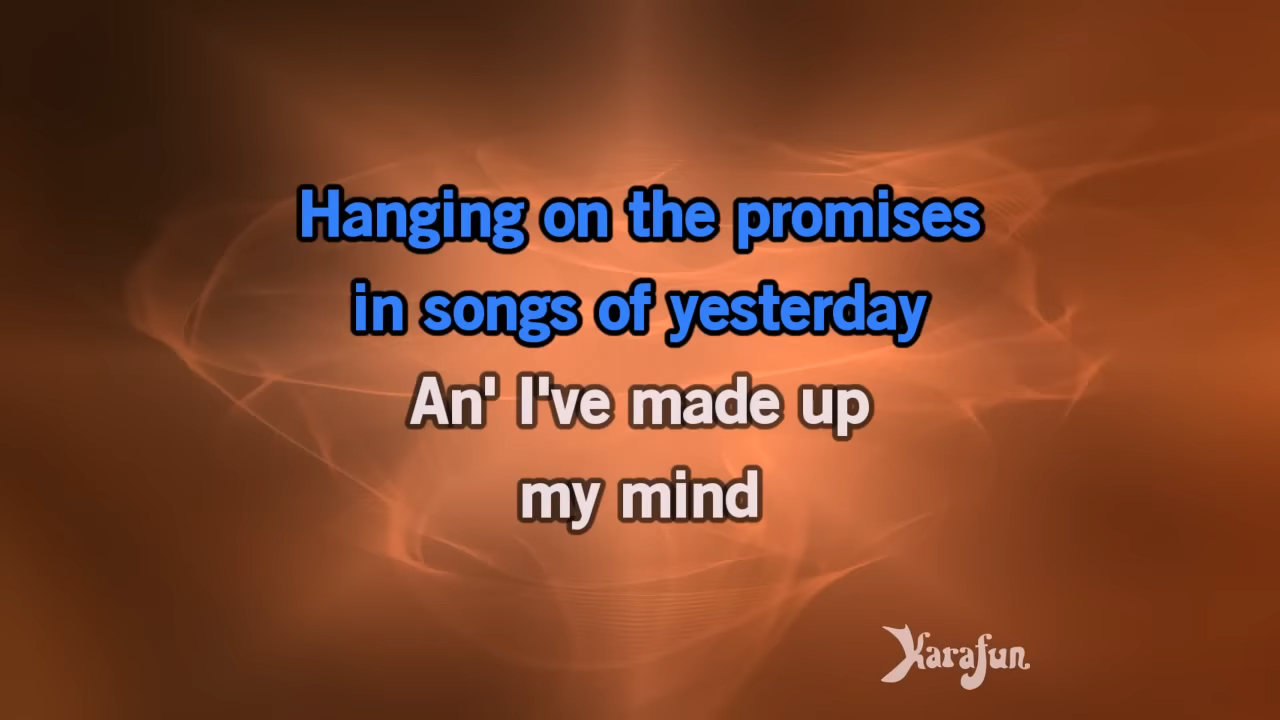 Hanging on the promises
in songs of yesterday
An' I've made up
my mind
Karafun